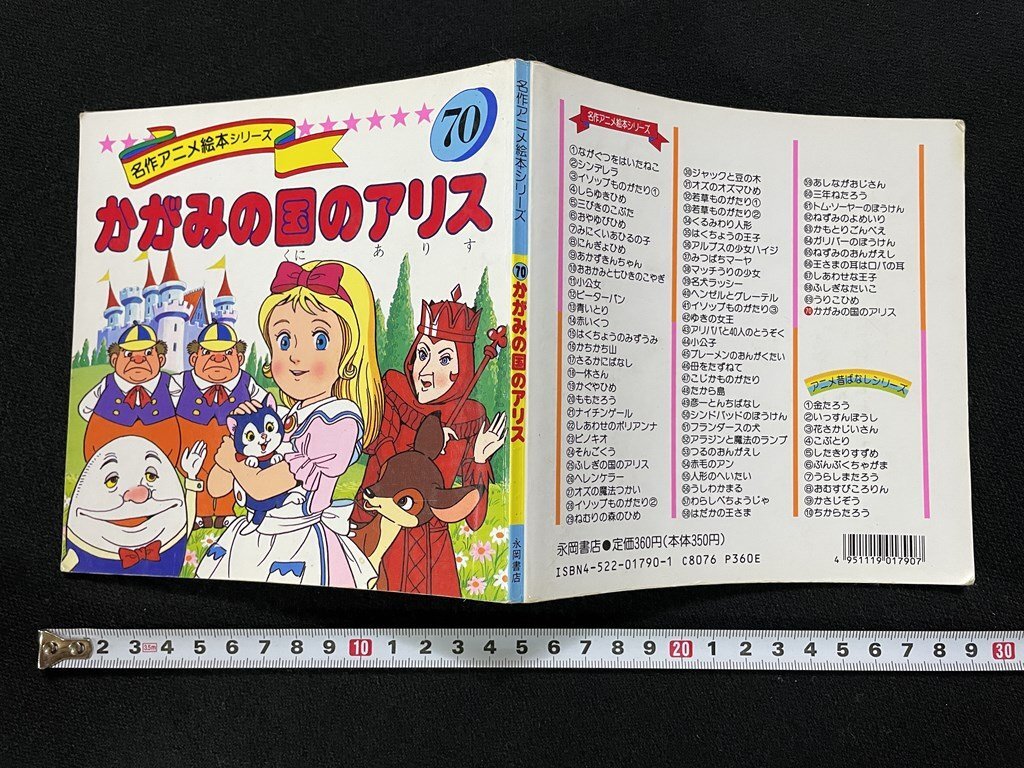 名作アニメ絵本シリーズ
70
かがみの国のアリス
くに
ありす
名作アニメ絵本シリーズ
70
かがみの国のアリス
永岡書店
名作アニメ絵本シリーズ
①ながぐつをはいたねこ
②シンデレラ
③イソップものがたり①
④しらゆきひめ
⑤三びきのこぶた
⑥おやゆびひめ
⑦みにくいあひるの子
⑧にんぎょひめ
⑨あかずきんちゃん
⑩おおかみと七ひきのこやぎ
⑪小公女
⑫ピーターパン
⑬青いとり
⑭赤いくつ
⑮はくちょうのみずうみ
⑯かちかち山
⑰さるかにばなし
⑱一休さん
⑲かぐやひめ
⑳ももたろう
㉑ナイチンゲール
㉒しあわせのポリアンナ
㉓ピノキオ
㉔そんごくう
㉕ふしぎの国のアリス
㉖ヘレンケラー
㉗オズの魔法つかい
㉘イソップものがたり②
㉙ねむりの森のひめ
㉚ジャックと豆の木
㉛オズのオズマひめ
㉜若草ものがたり①
㉝若草ものがたり②
㉞くるみわり人形
㉟はくちょうの王子
㊱アルプスの少女ハイジ
㊲みつばちマーヤ
㊳マッチうりの少女
㊴名犬ラッシー
㊵ヘンゼルとグレーテル
㊶イソップものがたり③
㊷ゆきの女王
㊸アリババと40人のとうぞく
㊹小公子
㊺ブレーメンのおんがくたい
㊻母をたずねて
㊼こじかものがたり
㊽たから島
㊾彦一とんちばなし
㊿シンドバッドのぼうけん
51フランダースの犬
52アラジンと魔法のランプ
53つるのおんがえし
54赤毛のアン
55人形のへいたい
56うしわかまる
57わらしべちょうじゃ
58はだかの王さま
59あしながおじさん
60三年ねたろう
61トム・ソーヤーのぼうけん
62ねずみのよめいり
63かもとりごんべえ
64ガリバーのぼうけん
65ねずみのおんがえし
66王さまの耳はロバの耳
67しあわせな王子
68ふしぎなたいこ
69うりこひめ
70かがみの国のアリス
アニメ昔ばなしシリーズ
①金たろう
②いっすんぼうし
③花さかじいさん
④こぶとり
⑤したきりすずめ
⑥ぶんぶくちゃがま
⑦うらしまたろう
⑧おむすびころりん
⑨かさじぞう
⑩ちからたろう
永岡書店●定価360円(本体350円)
ISBN4-522-01790-1 C8076 P360E
4 951119 017907
2 3 3.5m 4 5 6 7 8 9 10 1 2 3 4 5 6 7 8 9 20 1 2 3 4 5 6 7 8 9 30